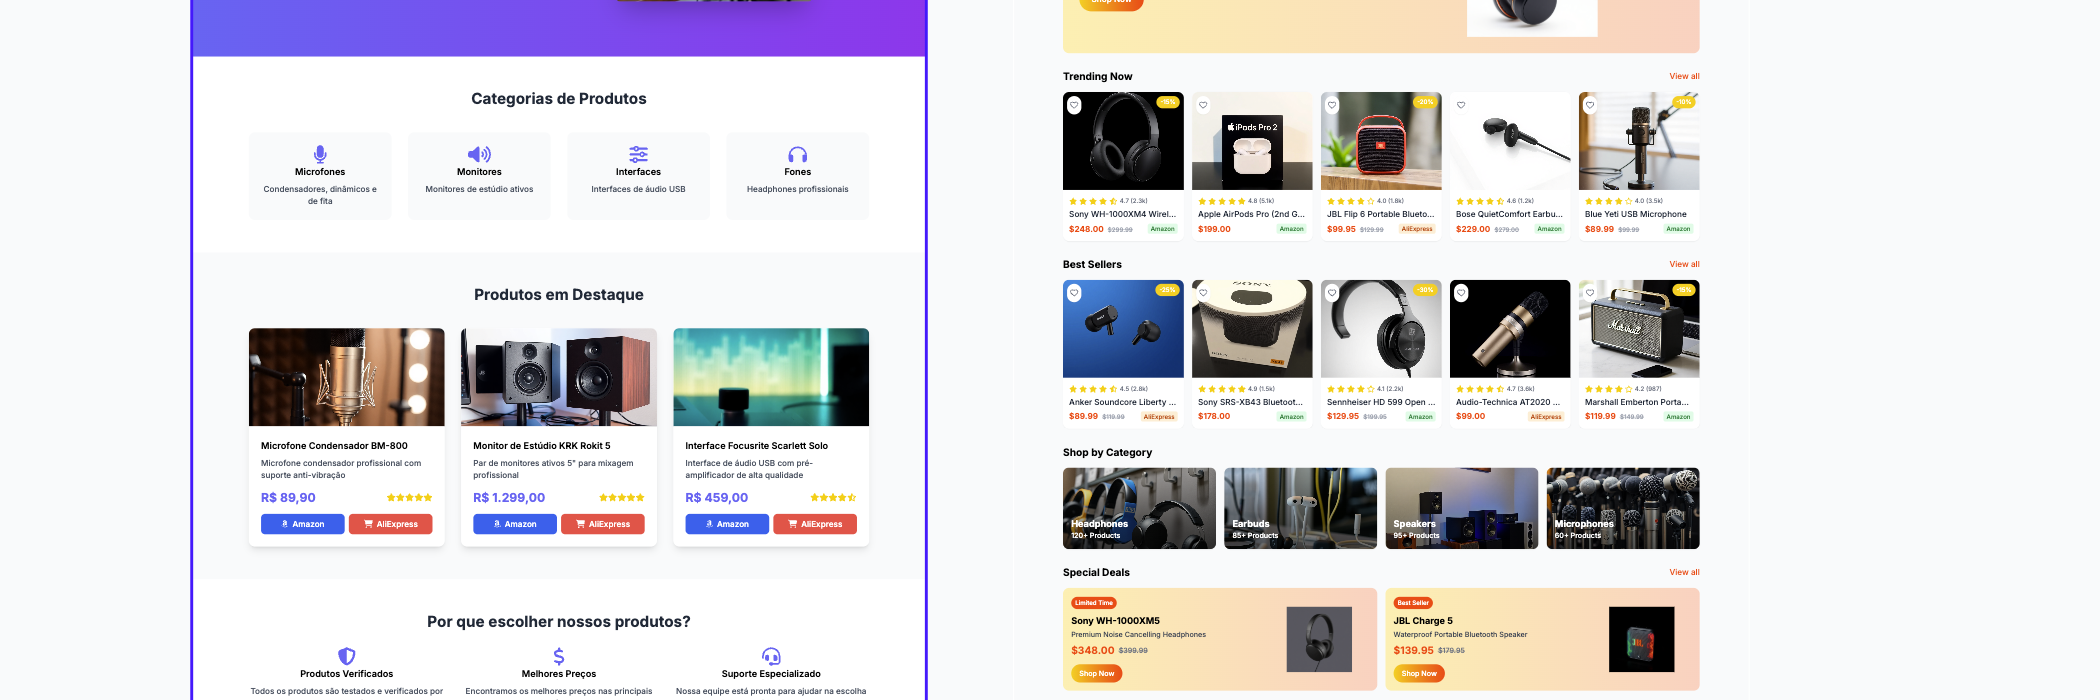 Categorias de Produtos
Microfones
Condensadores, dinâmicos e
de fita
Monitores
Monitores de estúdio ativos
Interfaces
Interfaces de áudio USB
Fones
Headphones profissionais
Produtos em Destaque
Microfone Condensador BM-800
Microfone condensador profissional com
suporte anti-vibração
R$ 89,90
Amazon
AliExpress
Monitor de Estúdio KRK Rokit 5
Par de monitores ativos 5" para mixagem
profissional
R$ 1.299,00
Amazon
AliExpress
Interface Focusrite Scarlett Solo
Interface de áudio USB com pré-
amplificador de alta qualidade
R$ 459,00
Amazon
AliExpress
Por que escolher nossos produtos?
Produtos Verificados
Todos os produtos são testados e verificados por
Melhores Preços
Encontramos os melhores preços nas principais
Suporte Especializado
Nossa equipe está pronta para ajudar na escolha
Shop Now
Trending Now
View all
-15%
4.7 (2.3k)
Sony WH-1000XM4 Wirel...
$248.00 $299.99 Amazon
iPods Pro 2
4.8 (5.1k)
Apple AirPods Pro (2nd G...
$199.00 Amazon
-20%
JBL
4.0 (1.8k)
JBL Flip 6 Portable Blueto...
$99.95 $129.99 AliExpress
4.6 (1.2k)
Bose QuietComfort Earbu...
$229.00 $279.00 Amazon
-10%
4.0 (3.5k)
Blue Yeti USB Microphone
$89.99 $99.99 Amazon
Best Sellers
View all
-25%
4.5 (2.8k)
Anker Soundcore Liberty ...
$89.99 $119.99 AliExpress
SONY
4.9 (1.5k)
Sony SRS-XB43 Bluetoot...
$178.00 Amazon
-30%
4.1 (2.2k)
Sennheiser HD 599 Open ...
$129.95 $199.95 Amazon
4.7 (3.6k)
Audio-Technica AT2020 ...
$99.00 AliExpress
-15%
Marshall
4.2 (987)
Marshall Emberton Porta...
$119.99 $149.99 Amazon
Shop by Category
Headphones
120+ Products
Earbuds
85+ Products
Speakers
95+ Products
Microphones
60+ Products
Special Deals
View all
Limited Time
Sony WH-1000XM5
Premium Noise Cancelling Headphones
$348.00 $399.99
Shop Now
Best Seller
JBL Charge 5
Waterproof Portable Bluetooth Speaker
$139.95 $179.95
Shop Now
JBL